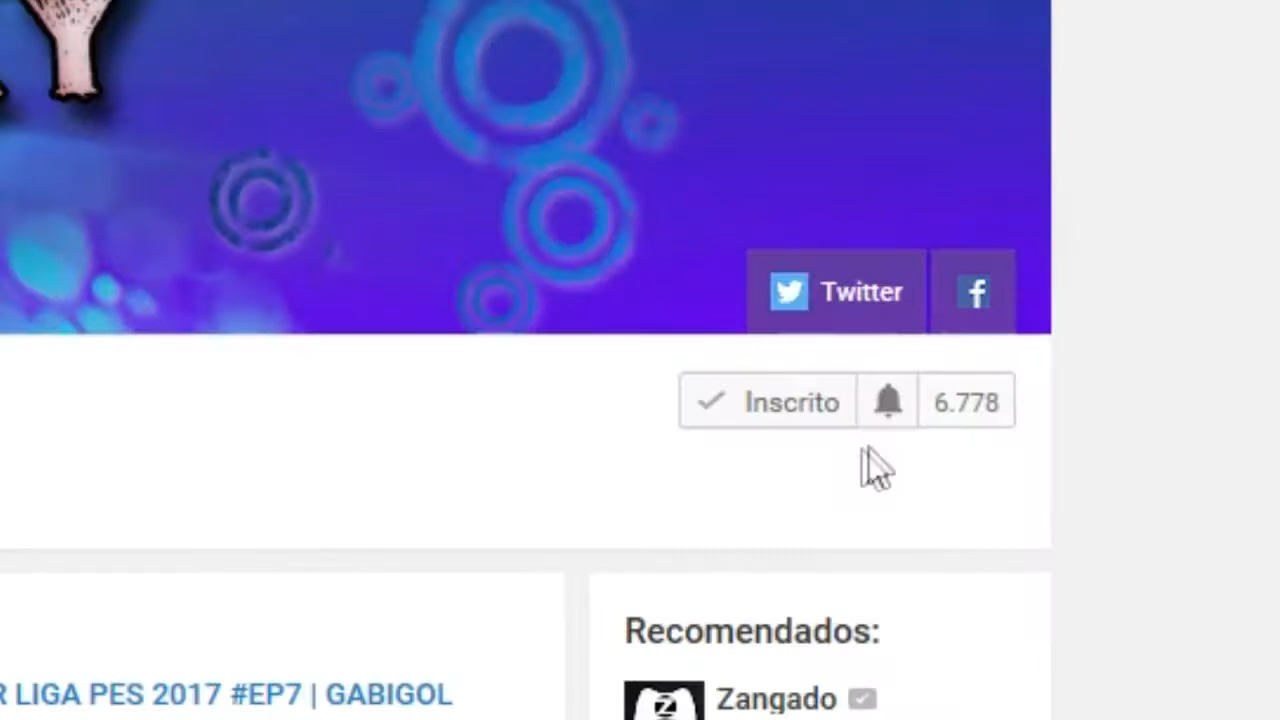 Y
Twitter
Inscrito
6.778
Recomendados:
R LIGA PES 2017 #EP7 | GABIGOL
Zangado